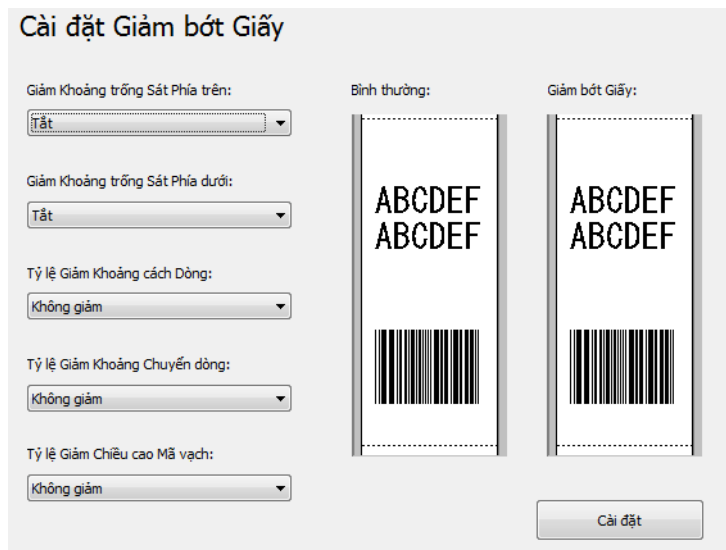 Cài đặt Giảm bớt Giấy
Giảm Khoảng trống Sát Phía trên:
Tắt
Giảm Khoảng trống Sát Phía dưới:
Tắt
Tỷ lệ Giảm Khoảng cách Dòng:
Không giảm
Tỷ lệ Giảm Khoảng Chuyển dòng:
Không giảm
Tỷ lệ Giảm Chiều cao Mã vạch:
Không giảm
Bình thường:
ABCDEF
ABCDEF
Giảm bớt Giấy:
ABCDEF
ABCDEF
Cài đặt